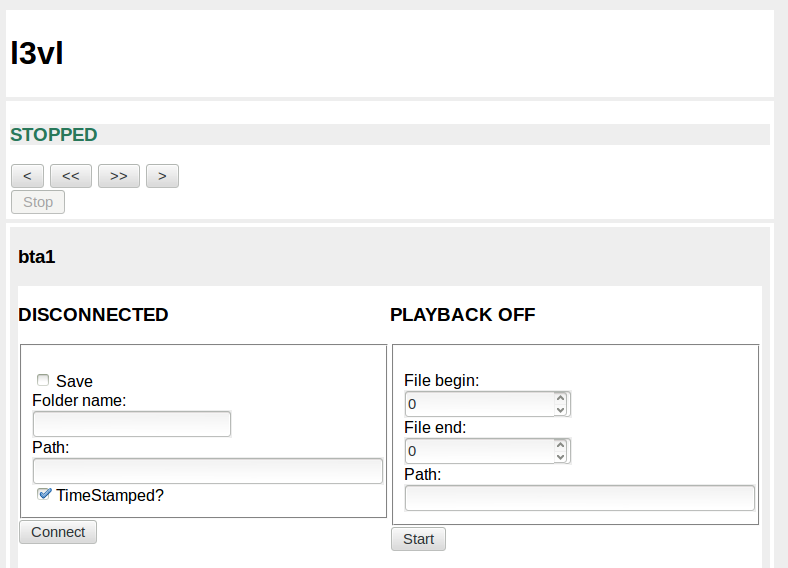 l3vl
STOPPED
< << >> >
Stop
bta1
DISCONNECTED
Save
Folder name:
Path:
TimeStamped?
Connect
PLAYBACK OFF
File begin:
0
File end:
0
Path:
Start